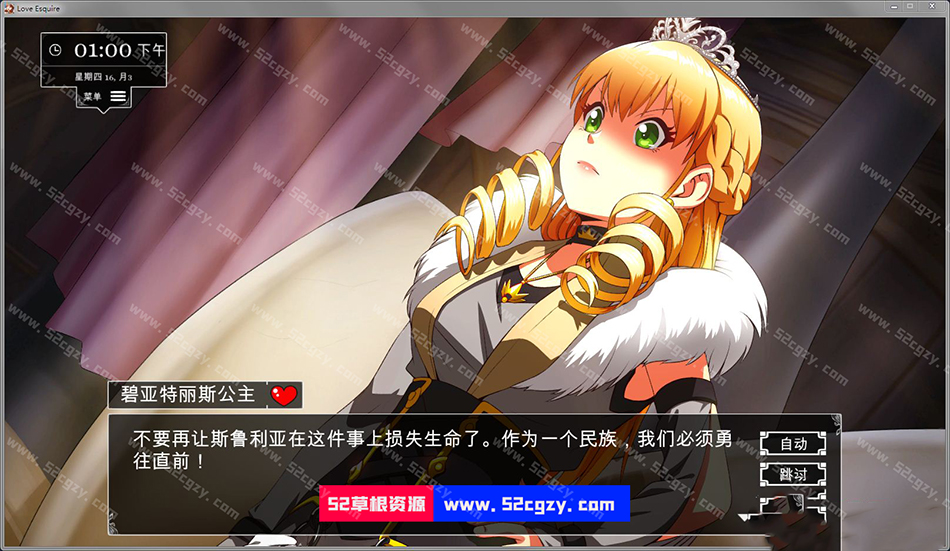 Love Esquire
01:00 下午
星期四 16, 月3
菜单
碧亚特丽斯公主
不要再让斯鲁利亚在这件事上损失生命了。作为一个民族，我们必须勇
往直前！
自动
跳过
52草根资源 www.52cgzy.com
www.52cgzy.com